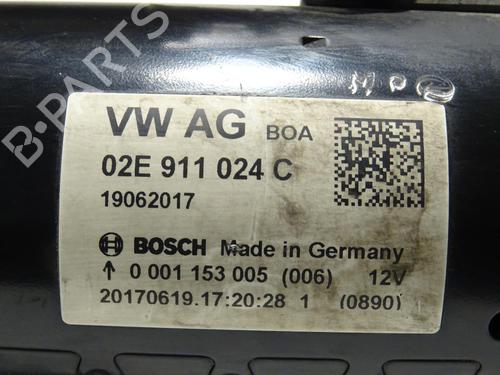 B-PARTS
MPO
VW AG BOA
02E 911 024 C
19062017
BOSCH Made in Germany
↑ 0 001 153 005 (006) 12V
20170619.17:20:28 1 (0890)